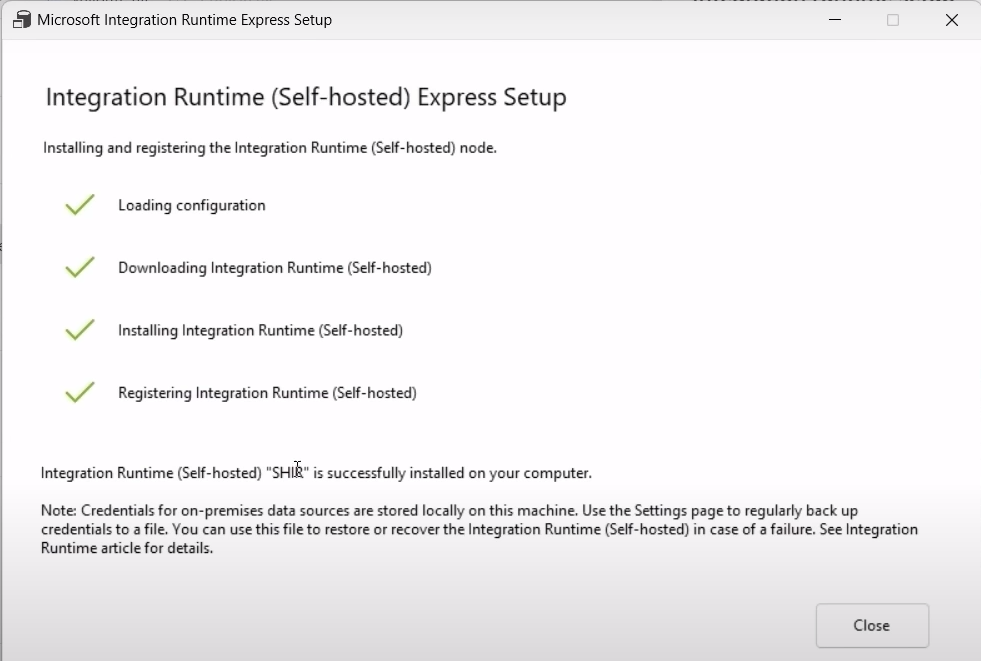 Microsoft Integration Runtime Express Setup
Integration Runtime (Self-hosted) Express Setup
Installing and registering the Integration Runtime (Self-hosted) node.
Loading configuration
Downloading Integration Runtime (Self-hosted)
Installing Integration Runtime (Self-hosted)
Registering Integration Runtime (Self-hosted)
Integration Runtime (Self-hosted) "SHIR" is successfully installed on your computer.
Note: Credentials for on-premises data sources are stored locally on this machine. Use the Settings page to regularly back up
credentials to a file. You can use this file to restore or recover the Integration Runtime (Self-hosted) in case of a failure. See Integration
Runtime article for details.
Close